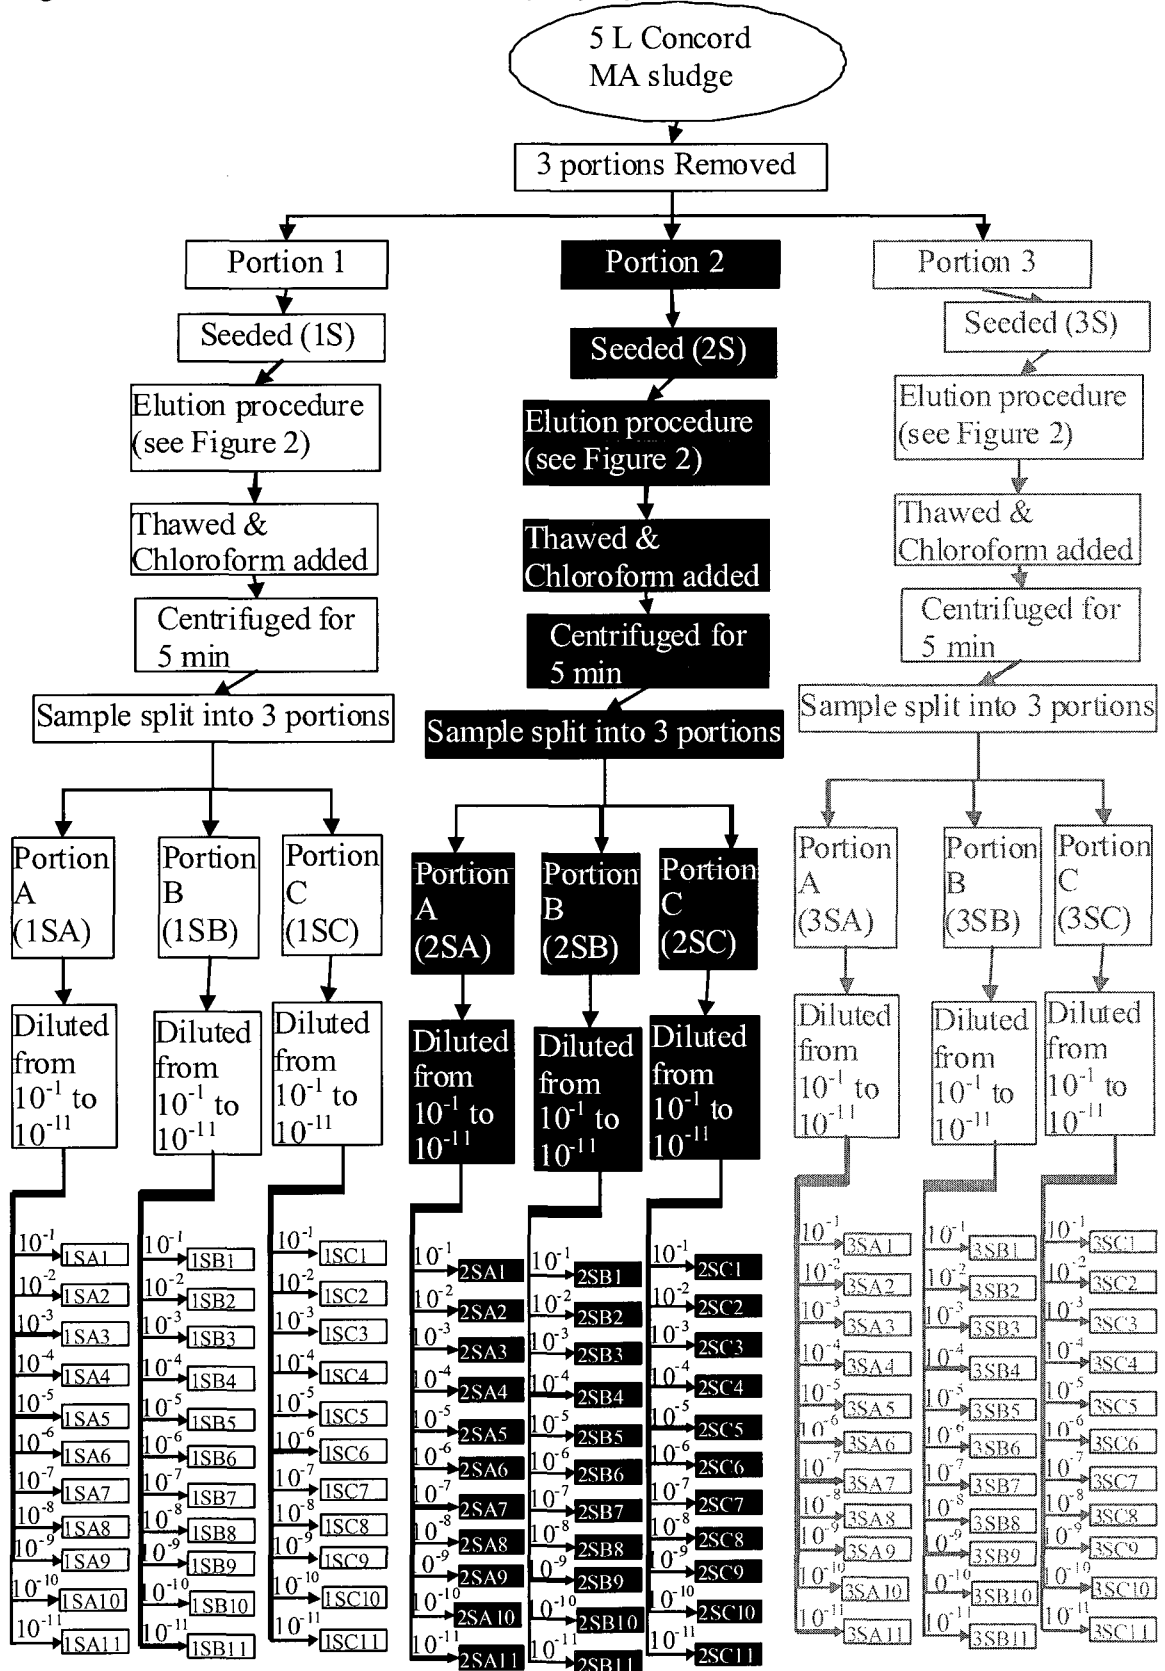 5 L Concord
MA sludge
3 portions Removed
Portion 1
Seeded (1S)
Elution procedure
(see Figure 2)
Thawed &
Chloroform added
Centrifuged for
5 min
Sample split into 3 portions
Portion
A
(1SA)
Diluted
from
10⁻¹ to
10⁻¹¹
10⁻¹ 1SA1
10⁻² 1SA2
10⁻³ 1SA3
10⁻⁴ 1SA4
10⁻⁵ 1SA5
10⁻⁶ 1SA6
10⁻⁷ 1SA7
10⁻⁸ 1SA8
10⁻⁹ 1SA9
10⁻¹⁰ 1SA10
10⁻¹¹ 1SA11
Portion
B
(1SB)
Diluted
from
10⁻¹ to
10⁻¹¹
10⁻¹ 1SB1
10⁻² 1SB2
10⁻³ 1SB3
10⁻⁴ 1SB4
10⁻⁵ 1SB5
10⁻⁶ 1SB6
10⁻⁷ 1SB7
10⁻⁸ 1SB8
10⁻⁹ 1SB9
10⁻¹⁰ 1SB10
10⁻¹¹ 1SB11
Portion
C
(1SC)
Diluted
from
10⁻¹ to
10⁻¹¹
10⁻¹ 1SC1
10⁻² 1SC2
10⁻³ 1SC3
10⁻⁴ 1SC4
10⁻⁵ 1SC5
10⁻⁶ 1SC6
10⁻⁷ 1SC7
10⁻⁸ 1SC8
10⁻⁹ 1SC9
10⁻¹⁰ 1SC10
10⁻¹¹ 1SC11
Portion 2
Seeded (2S)
Elution procedure
(see Figure 2)
Thawed &
Chloroform added
Centrifuged for
5 min
Sample split into 3 portions
Portion
A
(2SA)
Diluted
from
10⁻¹ to
10⁻¹¹
10⁻¹ 2SA1
10⁻² 2SA2
10⁻³ 2SA3
10⁻⁴ 2SA4
10⁻⁵ 2SA5
10⁻⁶ 2SA6
10⁻⁷ 2SA7
10⁻⁸ 2SA8
0⁻⁹ 2SA9
10⁻¹⁰ 2SA10
10⁻¹¹ 2SA11
Portion
B
(2SB)
Diluted
from
10⁻¹ to
10⁻¹¹
10⁻¹ 2SB1
10⁻² 2SB2
10⁻³ 2SB3
10⁻⁴ 2SB4
10⁻⁵ 2SB5
10⁻⁶ 2SB6
10⁻⁷ 2SB7
10⁻⁸ 2SB8
10⁻⁹ 2SB9
10⁻¹⁰ 2SB10
10⁻¹¹ 2SB11
Portion
C
(2SC)
Diluted
from
10⁻¹ to
10⁻¹¹
10⁻¹ 2SC1
10⁻² 2SC2
10⁻³ 2SC3
10⁻⁴ 2SC4
10⁻⁵ 2SC5
10⁻⁶ 2SC6
10⁻⁷ 2SC7
10⁻⁸ 2SC8
10⁻⁹ 2SC9
10⁻¹⁰ 2SC10
10⁻¹¹ 2SC11
Portion 3
Seeded (3S)
Elution procedure
(see Figure 2)
Thawed &
Chloroform added
Centrifuged for
5 min
Sample split into 3 portions
Portion
A
(3SA)
Diluted
from
10⁻¹ to
10⁻¹¹
10⁻¹ 3SA1
10⁻² 3SA2
10⁻³ 3SA3
10⁻⁴ 3SA4
10⁻⁵ 3SA5
10⁻⁶ 3SA6
10⁻⁷ 3SA7
10⁻⁸ 3SA8
10⁻⁹ 3SA9
10⁻¹⁰ 3SA10
10⁻¹¹ 3SA11
Portion
B
(3SB)
Diluted
from
10⁻¹ to
10⁻¹¹
10⁻¹ 3SB1
10⁻² 3SB2
10⁻³ 3SB3
10⁻⁴ 3SB4
10⁻⁵ 3SB5
10⁻⁶ 3SB6
10⁻⁷ 3SB7
10⁻⁸ 3SB8
0⁻⁹ 3SB9
10⁻¹⁰ 3SB10
10⁻¹¹ 3SB11
Portion
C
(3SC)
Diluted
from
10⁻¹ to
10⁻¹¹
10⁻¹ 3SC1
10⁻² 3SC2
10⁻³ 3SC3
10⁻⁴ 3SC4
10⁻⁵ 3SC5
10⁻⁶ 3SC6
10⁻⁷ 3SC7
10⁻⁸ 3SC8
10⁻⁹ 3SC9
10⁻¹⁰ 3SC10
10⁻¹¹ 3SC11